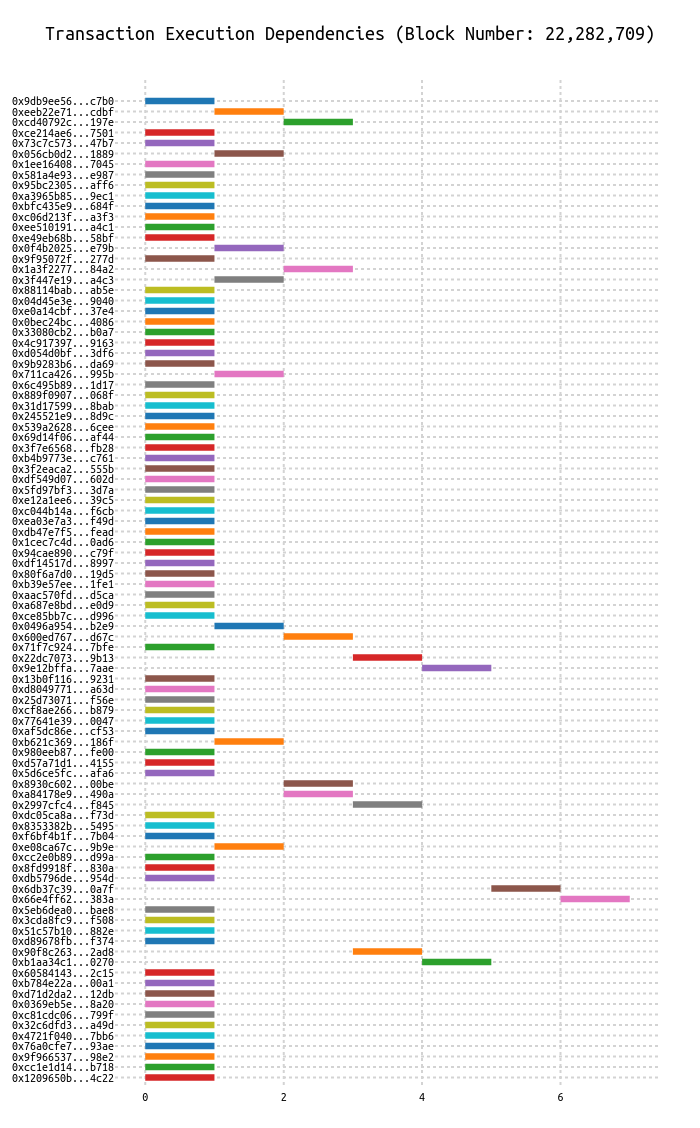 Transaction Execution Dependencies (Block Number: 22,282,709)
0x9db9ee56...c7b0
0xeeb22e71...cdbf
0xcd40792c...197e
0xce214ae6...7501
0x73c7c573...47b7
0x056cb0d2...1889
0x1ee16408...7045
0x581a4e93...e987
0x95bc2305...aff6
0xa3965b85...9ec1
0xbfc435e9...684f
0xc06d213f...a3f3
0xee510191...a4c1
0xe49eb68b...58bf
0x0f4b2025...e79b
0x9f95072f...277d
0x1a3f2277...84a2
0x3f447e19...a4c3
0x88114bab...ab5e
0x04d45e3e...9040
0xe0a14cbf...37e4
0x0bec24bc...4086
0x33080cb2...b0a7
0x4c917397...9163
0xd054d0bf...3df6
0x9b9283b6...da69
0x711ca426...995b
0x6c495b89...1d17
0x889f0907...068f
0x31d17599...8bab
0x245521e9...8d9c
0x539a2628...6cee
0x69d14f06...af44
0x3f7e6568...fb28
0xb4b9773e...c761
0x3f2eaca2...555b
0xdf549d07...602d
0x5fd97bf3...3d7a
0xe12a1ee6...39c5
0xc044b14a...f6cb
0xea03e7a3...f49d
0xdb47e7f5...fead
0x1cec7c4d...0ad6
0x94cae890...c79f
0xdf14517d...8997
0x80f6a7d0...19d5
0xb39e57ee...1fe1
0xaac570fd...d5ca
0xa687e8bd...e0d9
0xce85bb7c...d996
0x0496a954...b2e9
0x600ed767...d67c
0x71f7c924...7bfe
0x22dc7073...9b13
0x9e12bffa...7aae
0x13b0f116...9231
0xd8049771...a63d
0x25d73071...f56e
0xcf8ae266...b879
0x77641e39...0047
0xaf5dc86e...cf53
0xb621c369...186f
0x980eeb87...fe00
0xd57a71d1...4155
0x5d6ce5fc...afa6
0x8930c602...00be
0xa84178e9...490a
0x2997cfc4...f845
0xdc05ca8a...f73d
0x8353382b...5495
0xf6bf4b1f...7b04
0xe08ca67c...9b9e
0xcc2e0b89...d99a
0x8fd9918f...830a
0xdb5796de...954d
0x6db37c39...0a7f
0x66e4ff62...383a
0x5eb6dea0...bae8
0x3cda8fc9...f508
0x51c57b10...882e
0xd89678fb...f374
0x90f8c263...2ad8
0xb1aa34c1...0270
0x60584143...2c15
0xb784e22a...00a1
0xd71d2da2...12db
0x0369eb5e...8a20
0xc81cdc06...799f
0x32c6dfd3...a49d
0x4721f040...7bb6
0x76a0cfe7...93ae
0x9f966537...98e2
0xcc1e1d14...b718
0x1209650b...4c22
0 2 4 6